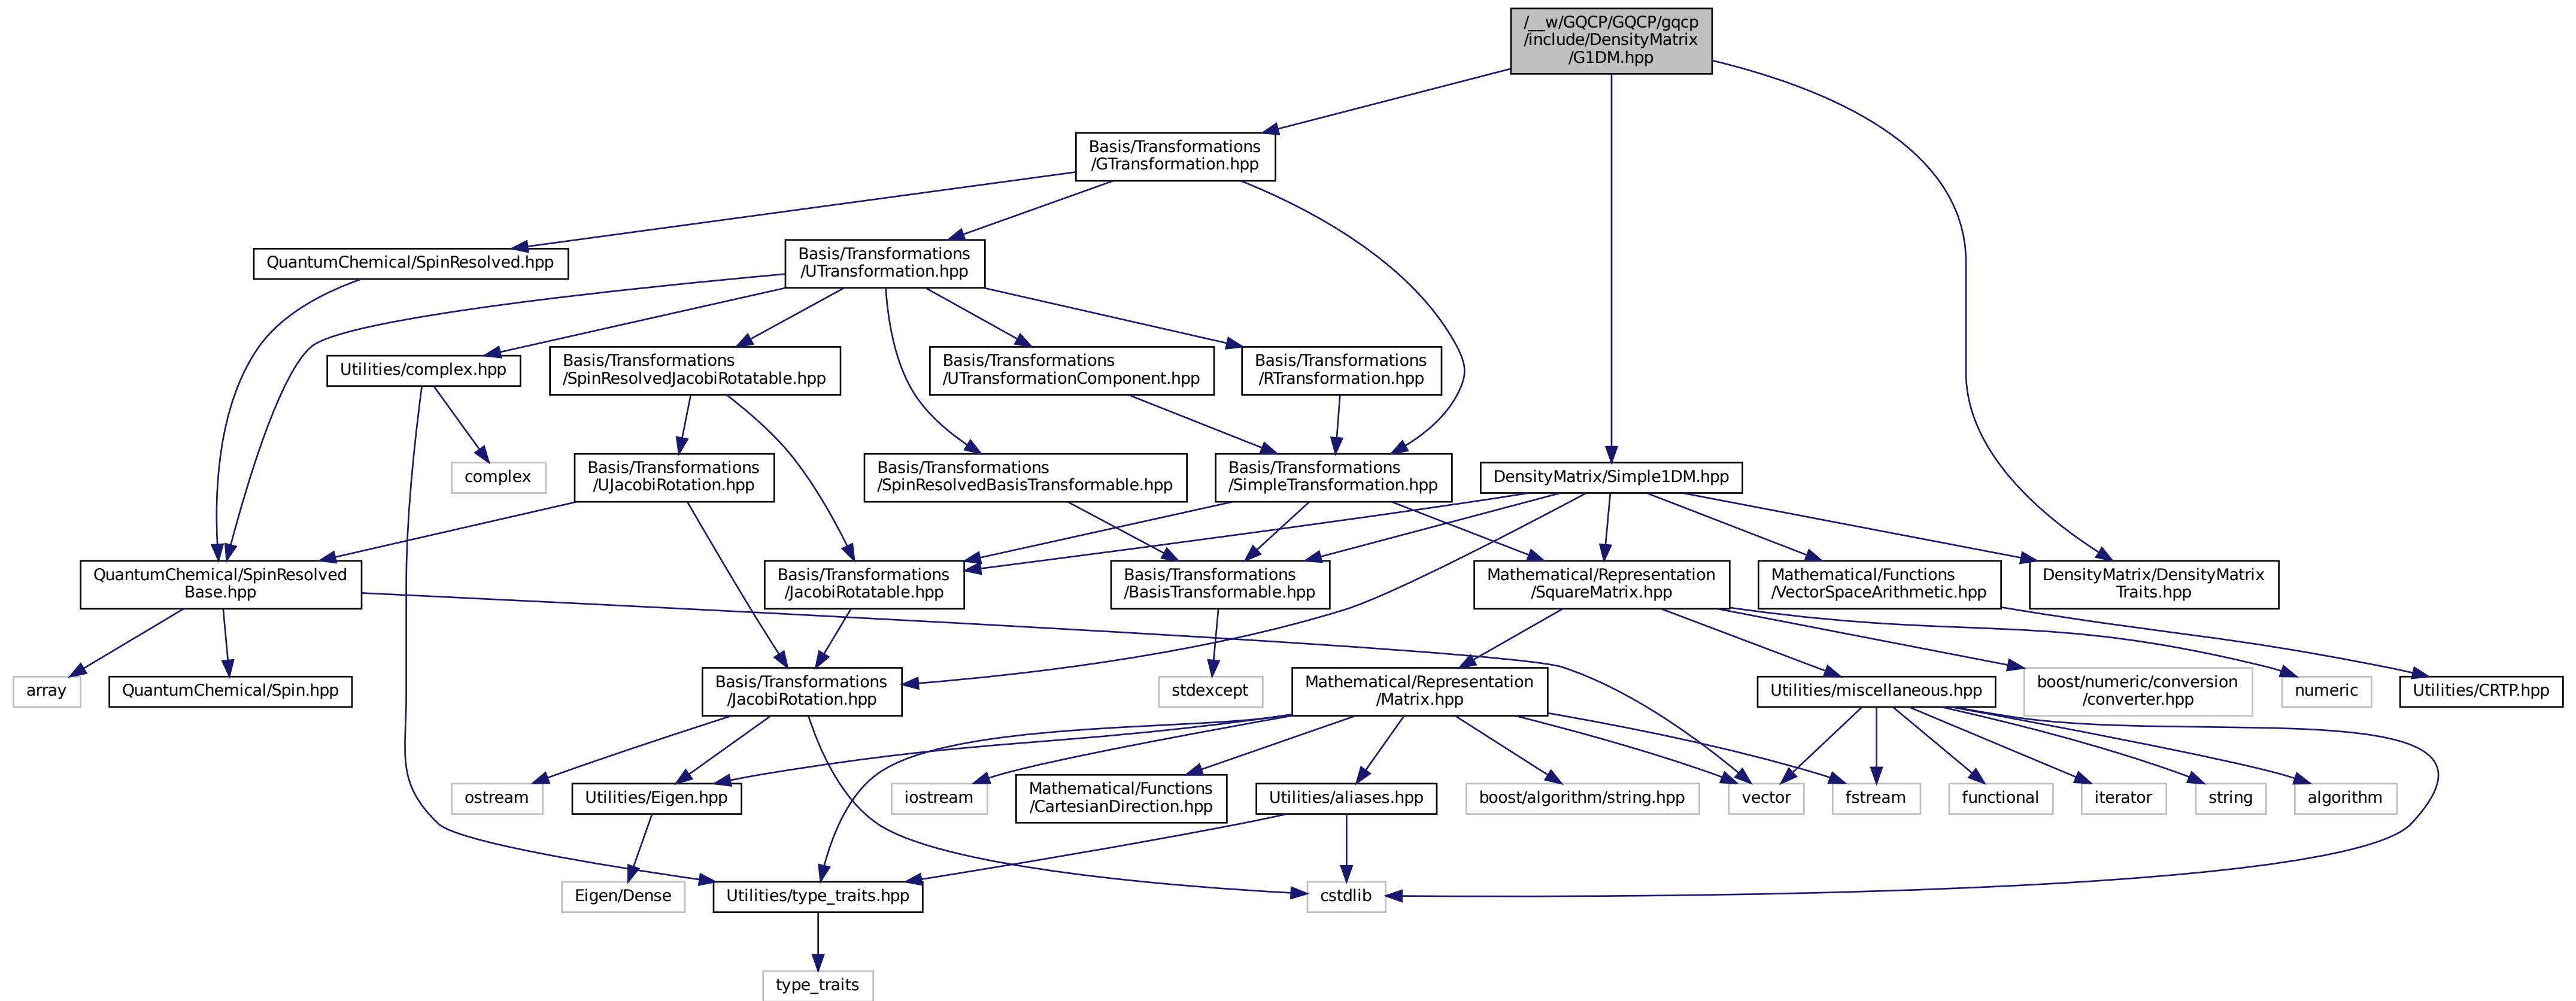 /__w/GQCP/GQCP/gqcp
/include/DensityMatrix
/G1DM.hpp
Basis/Transformations
/GTransformation.hpp
QuantumChemical/SpinResolved.hpp
Basis/Transformations
/UTransformation.hpp
Utilities/complex.hpp
Basis/Transformations
/SpinResolvedJacobiRotatable.hpp
Basis/Transformations
/UTransformationComponent.hpp
Basis/Transformations
/RTransformation.hpp
complex
Basis/Transformations
/UJacobiRotation.hpp
Basis/Transformations
/SpinResolvedBasisTransformable.hpp
Basis/Transformations
/SimpleTransformation.hpp
DensityMatrix/Simple1DM.hpp
QuantumChemical/SpinResolved
Base.hpp
Basis/Transformations
/JacobiRotatable.hpp
Basis/Transformations
/BasisTransformable.hpp
Mathematical/Representation
/SquareMatrix.hpp
Mathematical/Functions
/VectorSpaceArithmetic.hpp
DensityMatrix/DensityMatrix
Traits.hpp
array
QuantumChemical/Spin.hpp
Basis/Transformations
/JacobiRotation.hpp
stdexcept
Mathematical/Representation
/Matrix.hpp
Utilities/miscellaneous.hpp
boost/numeric/conversion
/converter.hpp
numeric
Utilities/CRTP.hpp
ostream
Utilities/Eigen.hpp
iostream
Mathematical/Functions
/CartesianDirection.hpp
Utilities/aliases.hpp
boost/algorithm/string.hpp
vector
fstream
functional
iterator
string
algorithm
Eigen/Dense
Utilities/type_traits.hpp
cstdlib
type_traits